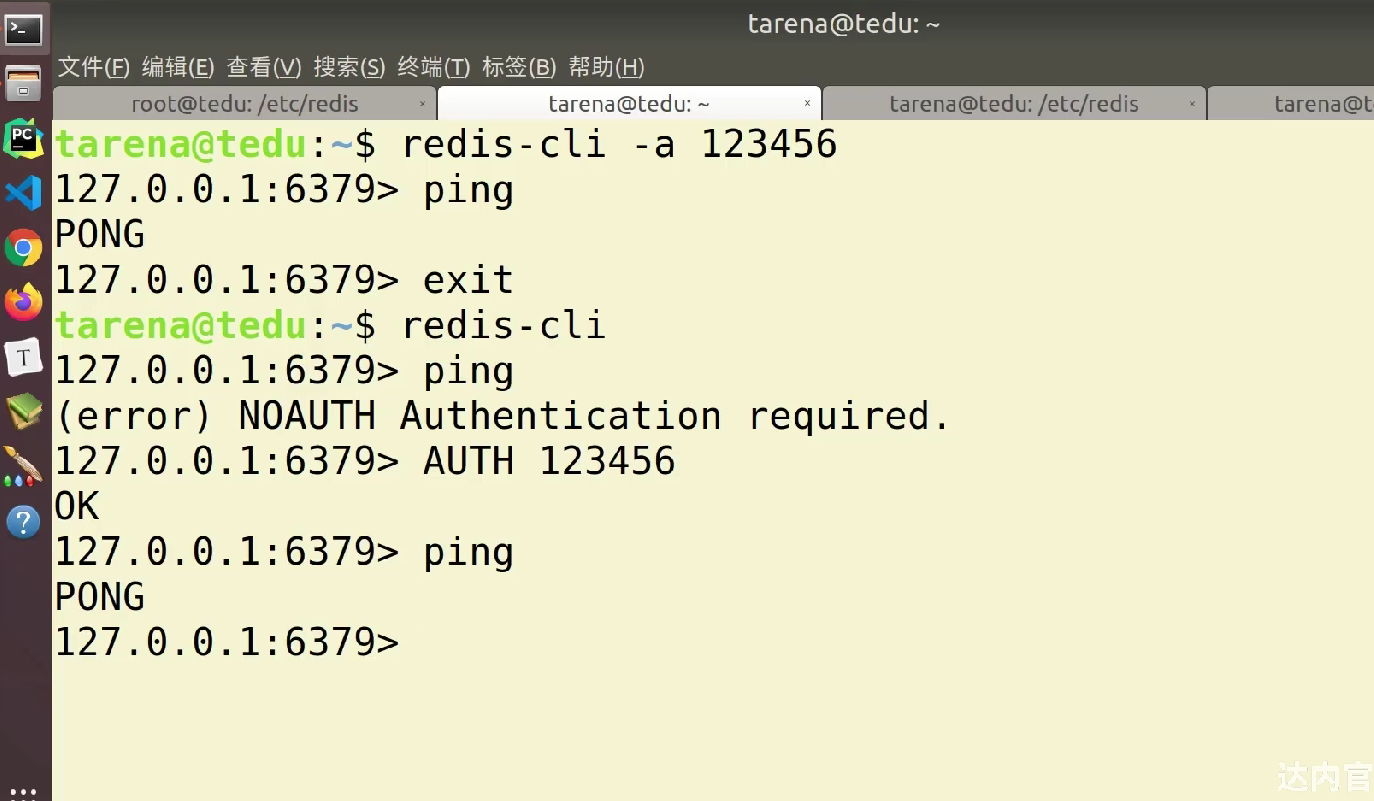 tarena@tedu: ~
文件(F) 编辑(E) 查看(V) 搜索(S) 终端(T) 标签(B) 帮助(H)
root@tedu: /etc/redis × tarena@tedu: ~ × tarena@tedu: /etc/redis × tarena@t
tarena@tedu:~$ redis-cli -a 123456
127.0.0.1:6379> ping
PONG
127.0.0.1:6379> exit
tarena@tedu:~$ redis-cli
127.0.0.1:6379> ping
(error) NOAUTH Authentication required.
127.0.0.1:6379> AUTH 123456
OK
127.0.0.1:6379> ping
PONG
127.0.0.1:6379>
PC
T
?
达内官